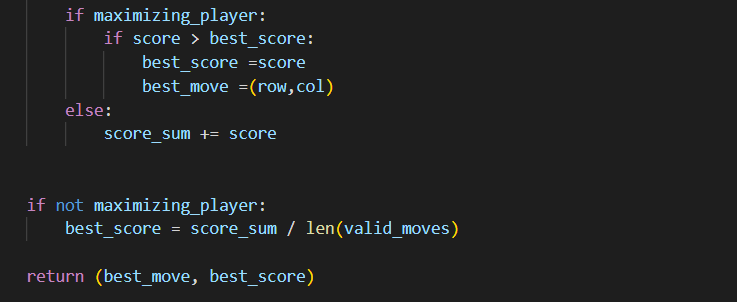 if maximizing_player:
if score > best_score:
best_score =score
best_move =(row,col)
else:
score_sum += score
if not maximizing_player:
best_score = score_sum / len(valid_moves)
return (best_move, best_score)